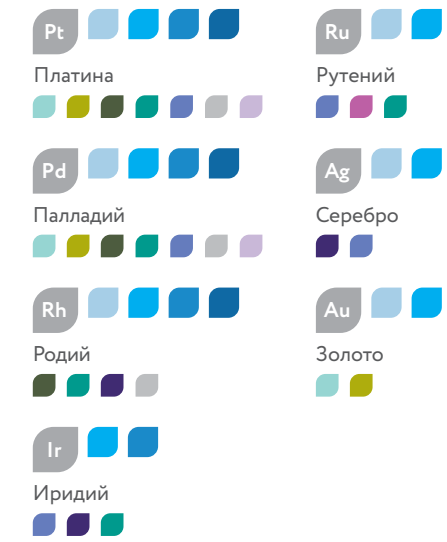 Pt
Платина
Pd
Палладий
Rh
Родий
Ir
Иридий
Ru
Рутений
Ag
Серебро
Au
Золото